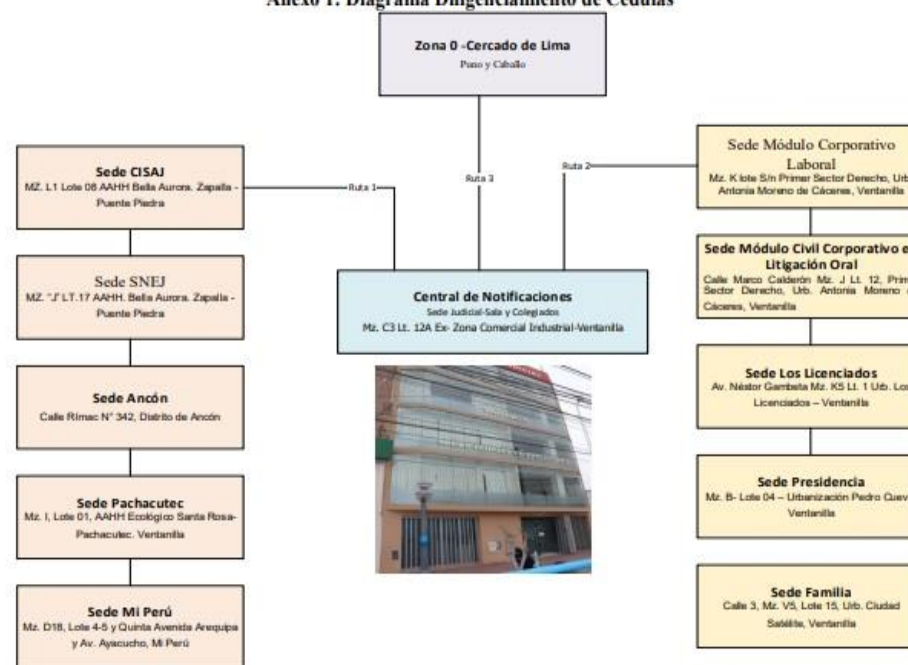 Anexo 1: Diagrama Diligenciamiento de Cédulas
Zona 0 -Cercado de Lima
Puno y Caballo
Sede CISAJ
MZ. L1 Lote 08 AAHH Bella Aurora. Zapalla -
Puente Piedra
Ruta 1
Ruta 3
Ruta 2
Sede Módulo Corporativo
Laboral
Mz. K lote S/n Primer Sector Derecho, Urb.
Antonia Moreno de Cáceres, Ventanilla
Sede SNEJ
MZ. "J" LT.17 AAHH. Bella Aurora. Zapalla -
Puente Piedra
Central de Notificaciones
Sede Judicial-Sala y Colegiados
Mz. C3 Lt. 12A Ex- Zona Comercial Industrial-Ventanilla
Sede Módulo Civil Corporativo
Litigación Oral
Calle Marco Calderón Mz. J Lt. 12,
Sector Derecho, Urb. Antonia Moreno
Cáceres, Ventanilla
Sede Ancón
Calle Rímac N° 342, Distrito de Ancón
Sede Los Licenciados
Av. Néstor Gambeta Mz. K5 Lt. 1 Urb. Los
Licenciados – Ventanilla
Sede Pachacutec
Mz. I, Lote 01, AAHH Ecológico Santa Rosa-
Pachacutec. Ventanilla
Sede Presidencia
Mz. B- Lote 04 – Urbanización Pedro
Ventanilla
Sede Mi Perú
Mz. D18, Lote 4-5 y Quinta Avenida Arequipa
y Av. Ayacucho, Mi Perú
Sede Familia
Calle 3, Mz. V5, Lote 15, Urb. Ciudad
Satélite, Ventanilla